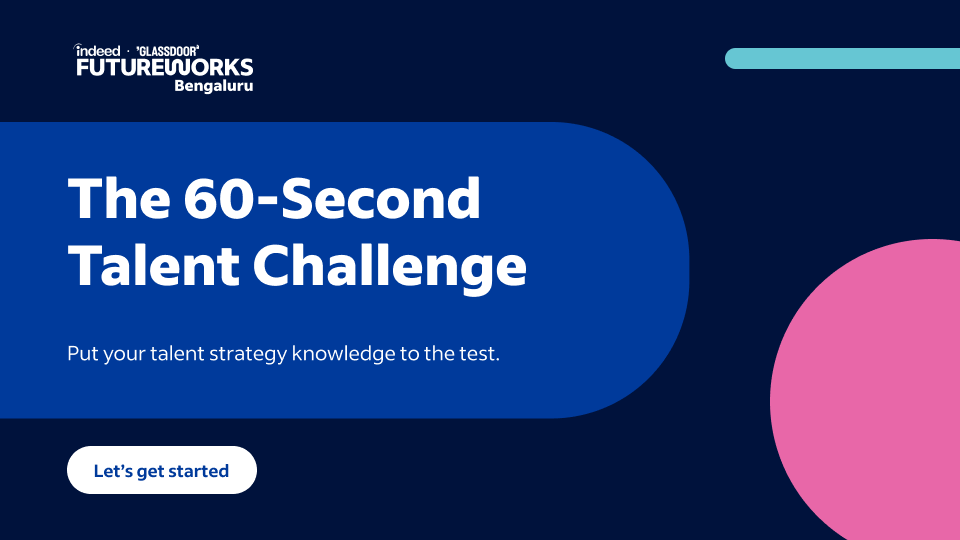 indeed · GLASSDOOR
FUTUREWORKS
Bengaluru
The 60-Second
Talent Challenge
Put your talent strategy knowledge to the test.
Let’s get started